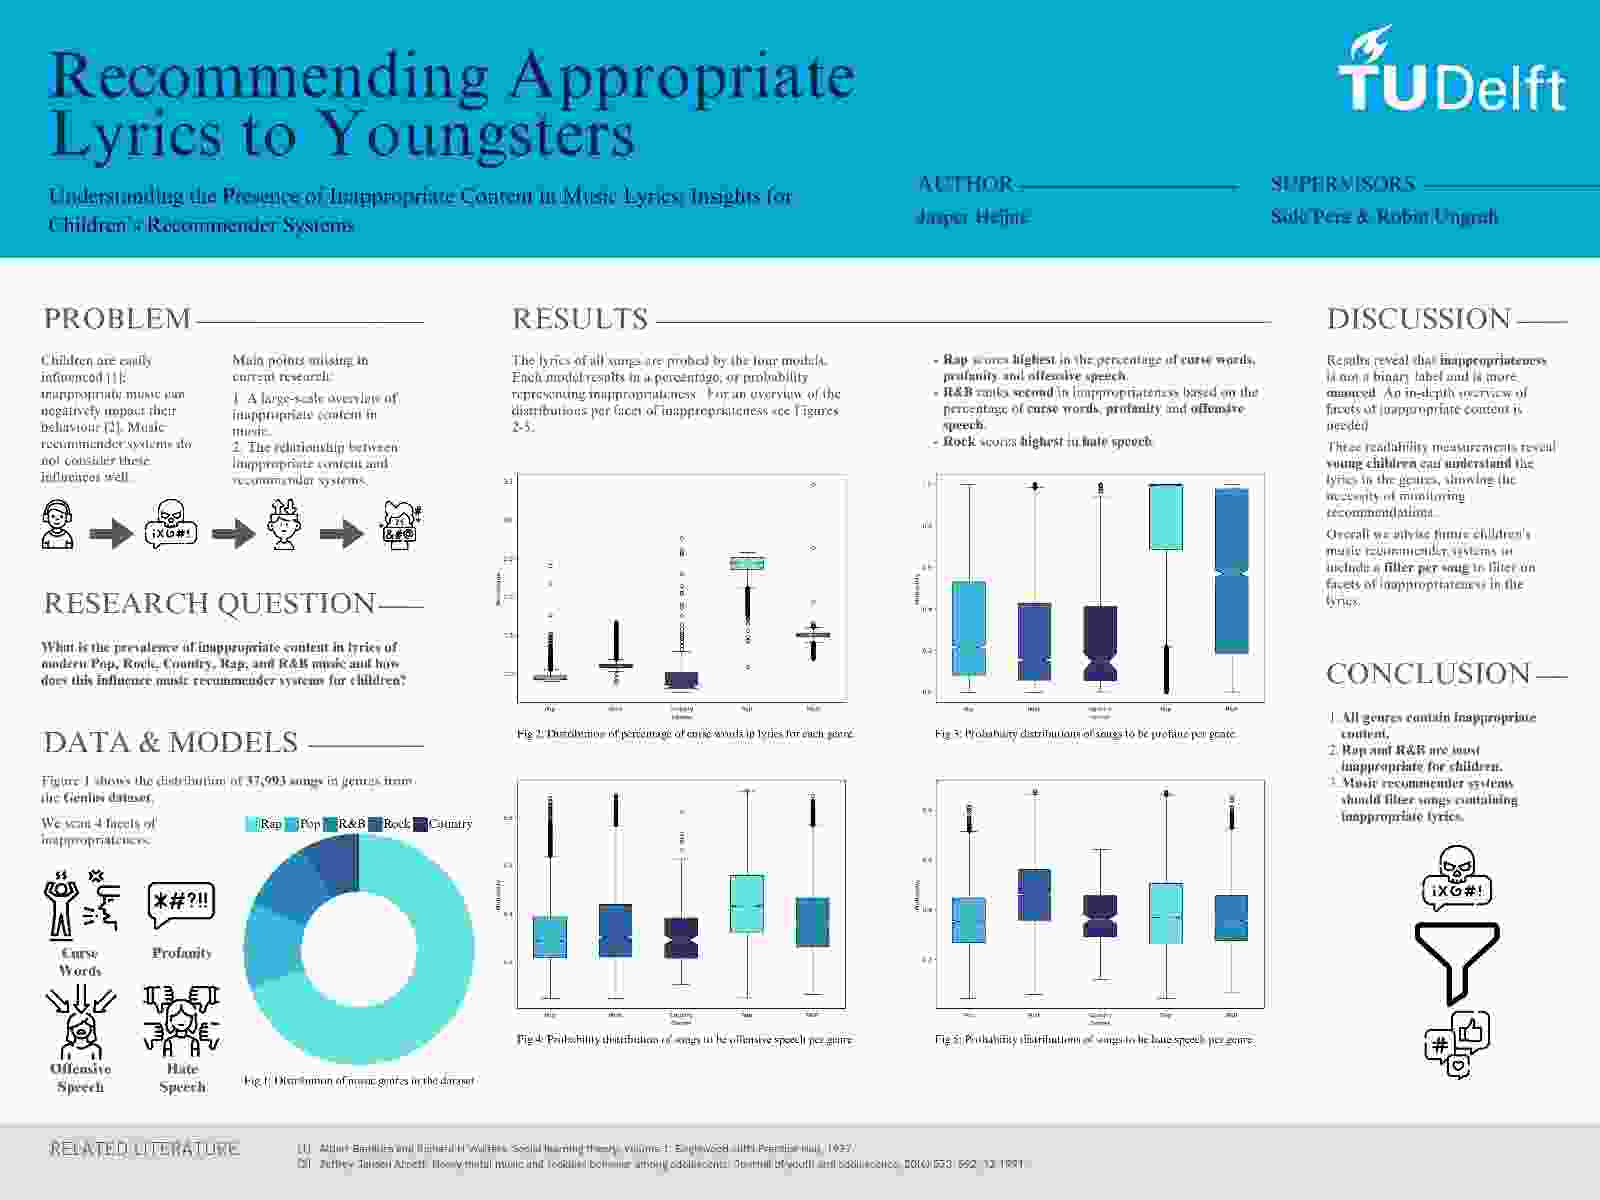 Recommending Appropriate
Lyrics to Youngsters
Understanding the Presence of Inappropriate Content in Music Lyrics; Insights for
Children's Recommender Systems
TU Delft
AUTHOR
Jasper Heijne
SUPERVISORS
Sole Pera & Robin Ungruh
PROBLEM
Children are easily
influenced [1];
inappropriate music can
negatively impact their
behaviour [2]. Music
recommender systems do
not consider these
influences well.
Main points missing in
current research:
1. A large-scale overview of
inappropriate content in
music.
2. The relationship between
inappropriate content and
recommender systems.
RESEARCH QUESTION
What is the prevalence of inappropriate content in lyrics of
modern Pop, Rock, Country, Rap, and R&B music and how
does this influence music recommender systems for children?
DATA & MODELS
Figure 1 shows the distribution of 37,993 songs in genres from
the Genius dataset.
We scan 4 facets of
inappropriateness:
Curse
Words
Profanity
Offensive
Speech
Hate
Speech
Rap Pop R&B Rock Country
Fig 1: Distribution of music genres in the dataset
RESULTS
The lyrics of all songs are probed by the four models.
Each model results in a percentage, or probability
representing inappropriateness. For an overview of the
distributions per facet of inappropriateness see Figures
2-5.
- Rap scores highest in the percentage of curse words,
profanity and offensive speech.
- R&B ranks second in inappropriateness based on the
percentage of curse words, profanity and offensive
speech.
- Rock scores highest in hate speech.
Fig 2: Distribution of percentage of curse words in lyrics for each genre.
Fig 3: Probability distributions of songs to be profane per genre.
Fig 4: Probability distribution of songs to be offensive speech per genre
Fig 5: Probability distributions of songs to be hate speech per genre
DISCUSSION
Results reveal that inappropriateness
is not a binary label and is more
nuanced. An in-depth overview of
facets of inappropriate content is
needed
Three readability measurements reveal
young children can understand the
lyrics in the genres, showing the
necessity of monitoring
recommendations.
Overall we advise future children's
music recommender systems to
include a filter per song to filter on
facets of inappropriateness in the
lyrics.
CONCLUSION
1. All genres contain inappropriate
content.
2. Rap and R&B are most
inappropriate for children.
3. Music recommender systems
should filter songs containing
inappropriate lyrics.
RELATED LITERATURE
[1] Albert Bandura and Richard H Walters. Social learning theory, volume 1. Englewood cliffs Prentice Hall, 1977.
[2] Jeffrey Jensen Arnett. Heavy metal music and reckless behavior among adolescents. Journal of youth and adolescence, 20(6):573–592, 12 1991.